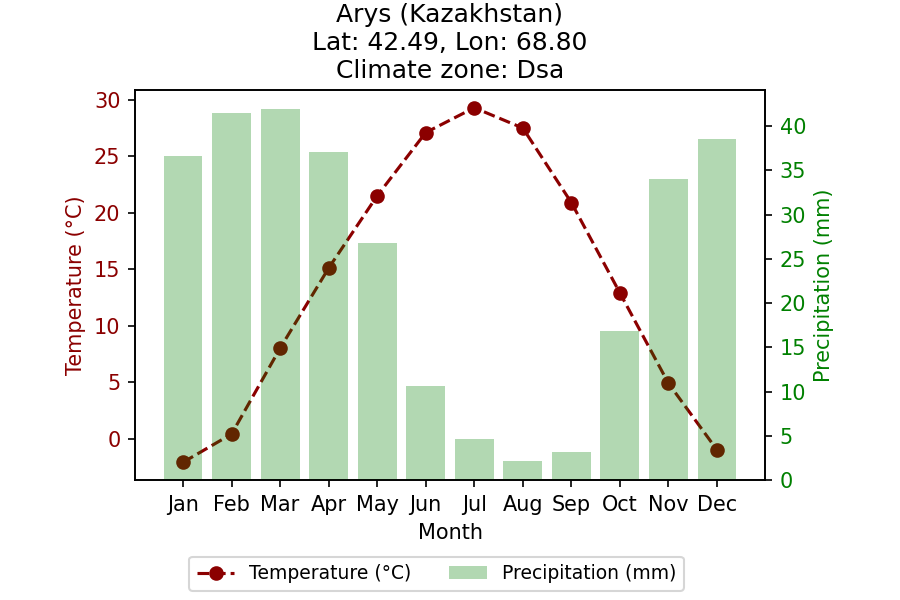 Arys (Kazakhstan)
Lat: 42.49, Lon: 68.80
Climate zone: Dsa
30
25
20
15
10
5
0
Temperature (°C)
40
35
30
25
20
15
10
5
0
Precipitation (mm)
Jan Feb Mar Apr May Jun Jul Aug Sep Oct Nov Dec
Month
Temperature (°C) Precipitation (mm)